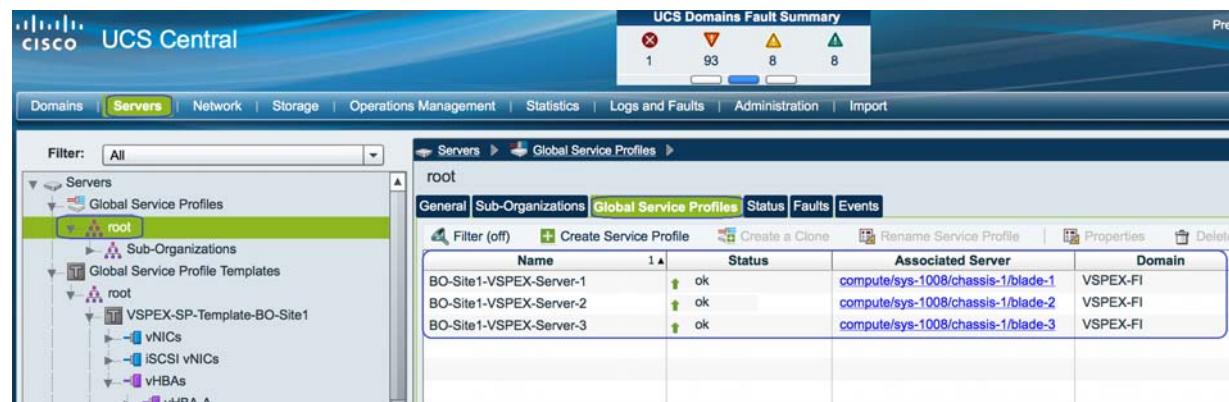 UCS Domains Fault Summary
Pre
CISCO UCS Central
1 93 8 8
Domains | Servers | Network | Storage | Operations Management | Statistics | Logs and Faults | Administration | Import
Filter: All
Servers
Global Service Profiles
root
Sub-Organizations
Global Service Profile Templates
root
VSPEX-SP-Template-BO-Site1
vNICs
iSCSI vNICs
vHBAs
vHBA-A
Servers Global Service Profiles
root
General Sub-Organizations Global Service Profiles Status Faults Events
Filter (off) Create Service Profile Create a Clone Rename Service Profile | Properties Delete
Name 1 Status Associated Server Domain
BO-Site1-VSPEX-Server-1 ok compute/sys-1008/chassis-1/blade-1 VSPEX-FI
BO-Site1-VSPEX-Server-2 ok compute/sys-1008/chassis-1/blade-2 VSPEX-FI
BO-Site1-VSPEX-Server-3 ok compute/sys-1008/chassis-1/blade-3 VSPEX-FI